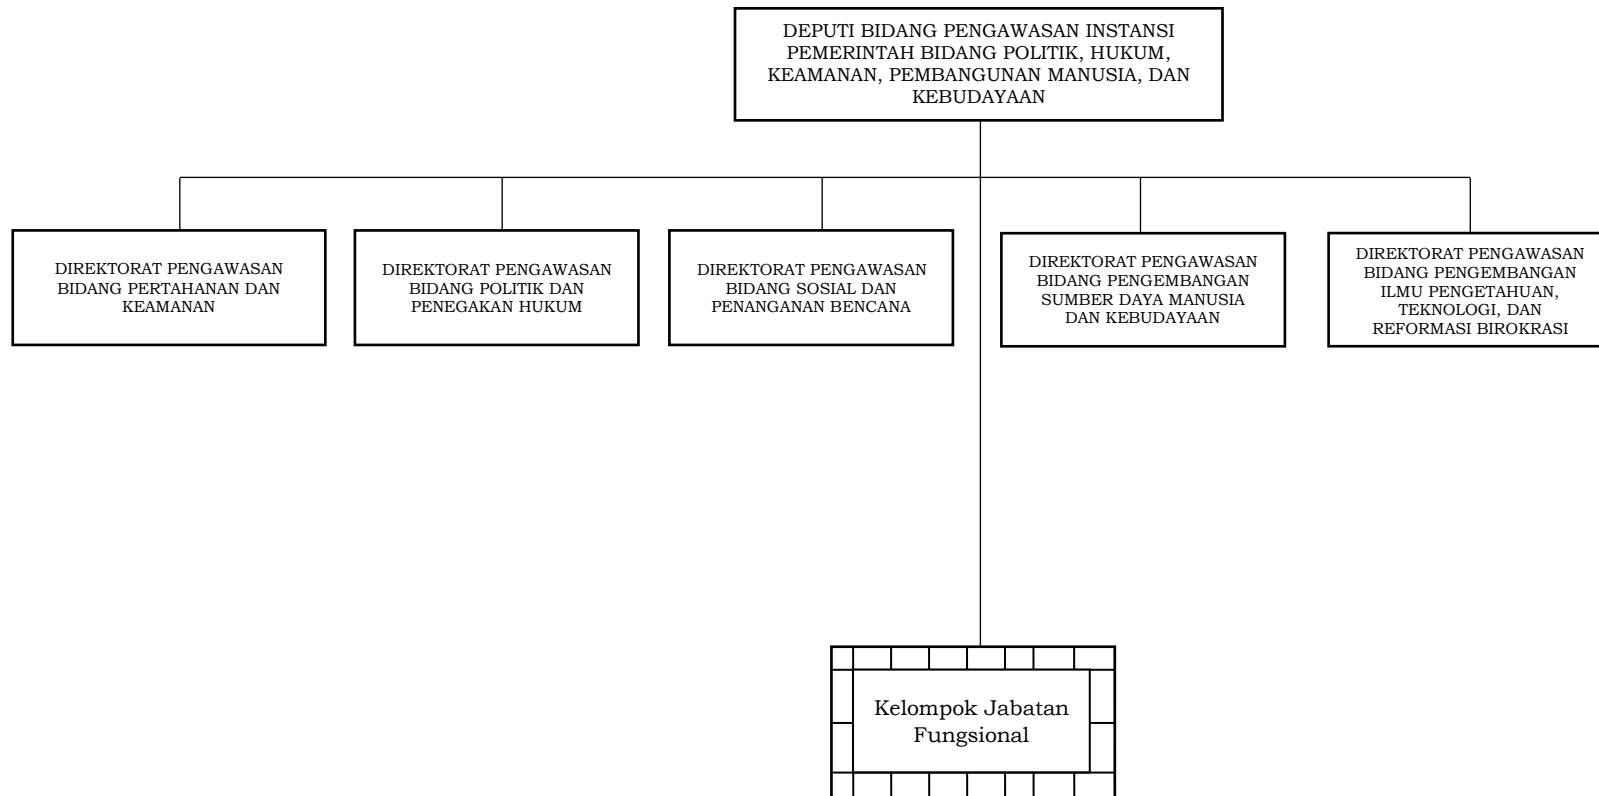 DEPUTI BIDANG PENGAWASAN INSTANSI
PEMERINTAH BIDANG POLITIK, HUKUM,
KEAMANAN, PEMBANGUNAN MANUSIA, DAN
KEBUDAYAAN
DIREKTORAT PENGAWASAN
BIDANG PERTAHANAN DAN
KEAMANAN
DIREKTORAT PENGAWASAN
BIDANG POLITIK DAN
PENEGAKAN HUKUM
DIREKTORAT PENGAWASAN
BIDANG SOSIAL DAN
PENANGANAN BENCANA
DIREKTORAT PENGAWASAN
BIDANG PENGEMBANGAN
SUMBER DAYA MANUSIA
DAN KEBUDAYAAN
DIREKTORAT PENGAWASAN
BIDANG PENGEMBANGAN
ILMU PENGETAHUAN,
TEKNOLOGI, DAN
REFORMASI BIROKRASI
Kelompok Jabatan
Fungsional